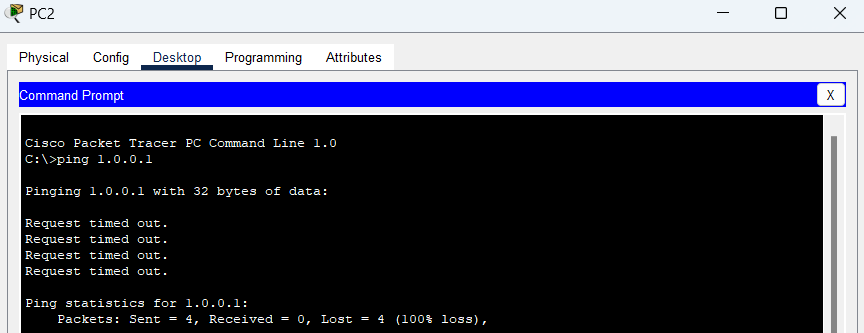 PC2
Physical Config Desktop Programming Attributes
Command Prompt
X
Cisco Packet Tracer PC Command Line 1.0
C:\>ping 1.0.0.1
Pinging 1.0.0.1 with 32 bytes of data:
Request timed out.
Request timed out.
Request timed out.
Request timed out.
Ping statistics for 1.0.0.1:
Packets: Sent = 4, Received = 0, Lost = 4 (100% loss),